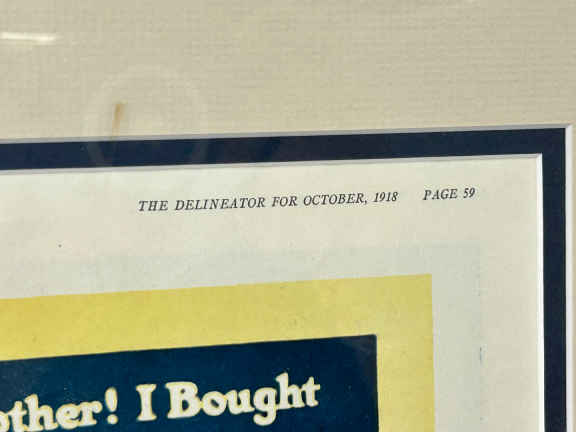 THE DELINEATOR FOR OCTOBER, 1918 PAGE 59
other! I Bought